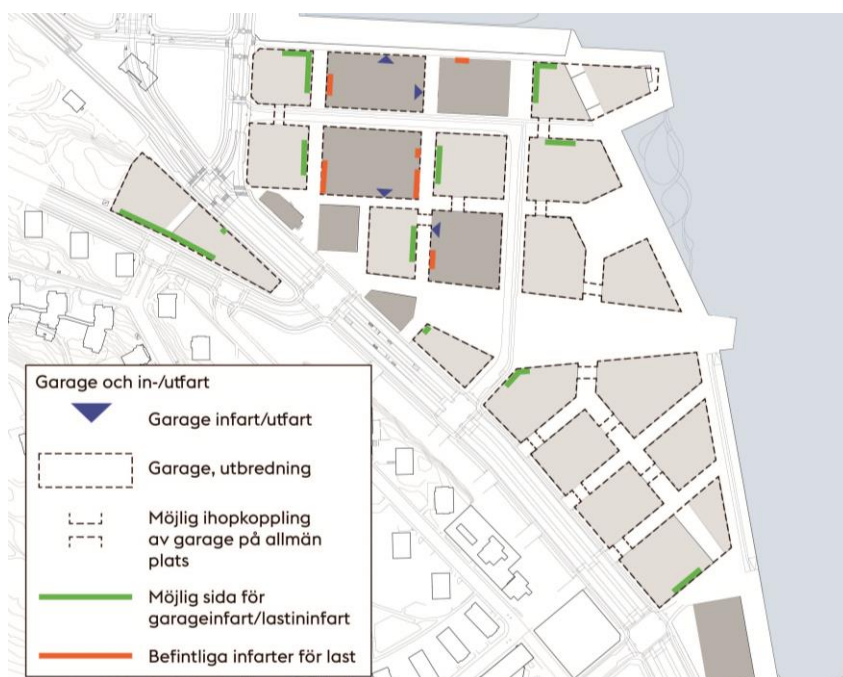 Garage och in-/utfart
Garage infart/utfart
Garage, utbredning
Möjlig ihopkoppling
av garage på allmän
plats
Möjlig sida för
garageinfart/lastininfart
Befintliga infarter för last